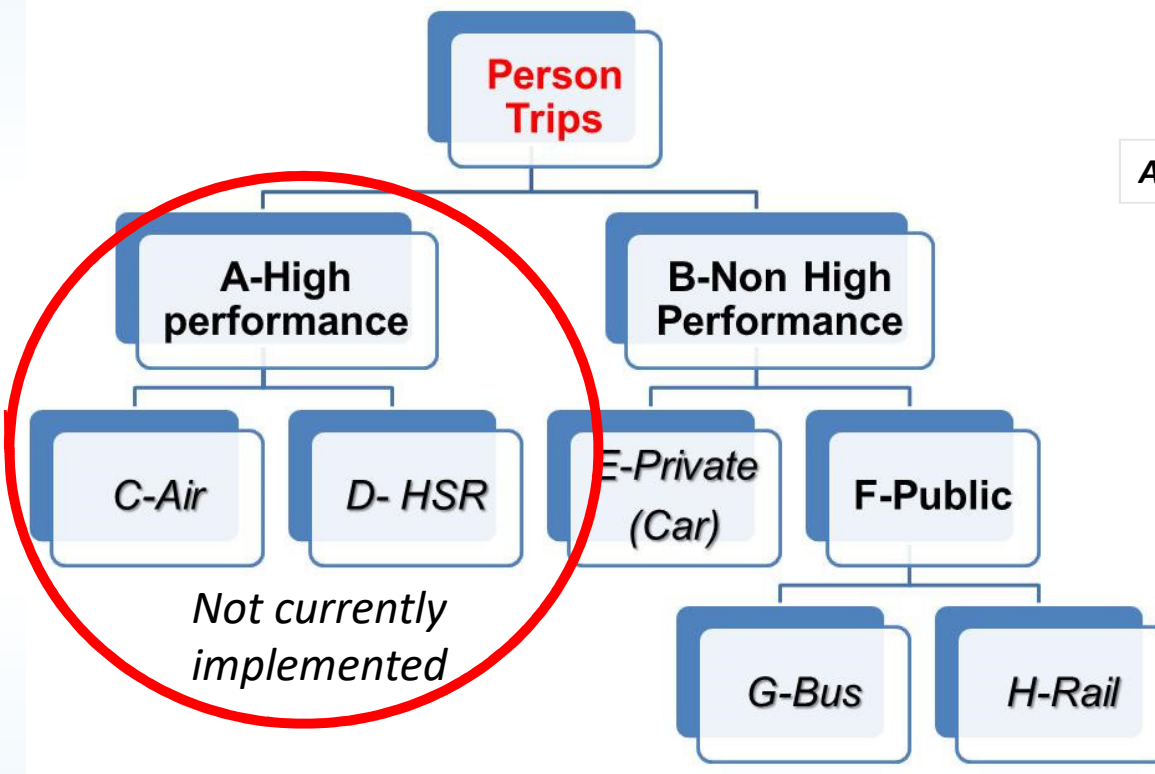 Person
Trips
A
A-High
performance
B-Non High
Performance
C-Air
D- HSR
E-Private
(Car)
F-Public
Not currently
implemented
G-Bus
H-Rail